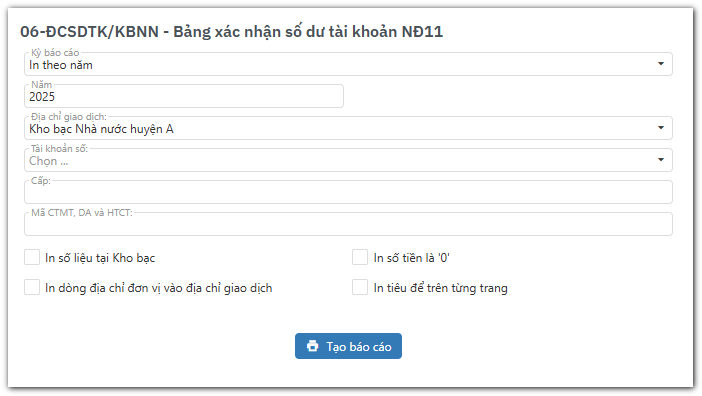 06-ĐCSDTK/KBNN - Bảng xác nhận số dư tài khoản NĐ11
Kỳ báo cáo
In theo năm
Năm
2025
Địa chỉ giao dịch:
Kho bạc Nhà nước huyện A
Tài khoản số:
Chọn ...
Cấp:
Mã CTMT, DA và HTCT:
In số liệu tại Kho bạc
In số tiền là '0'
In dòng địa chỉ đơn vị vào địa chỉ giao dịch
In tiêu để trên từng trang
Tạo báo cáo